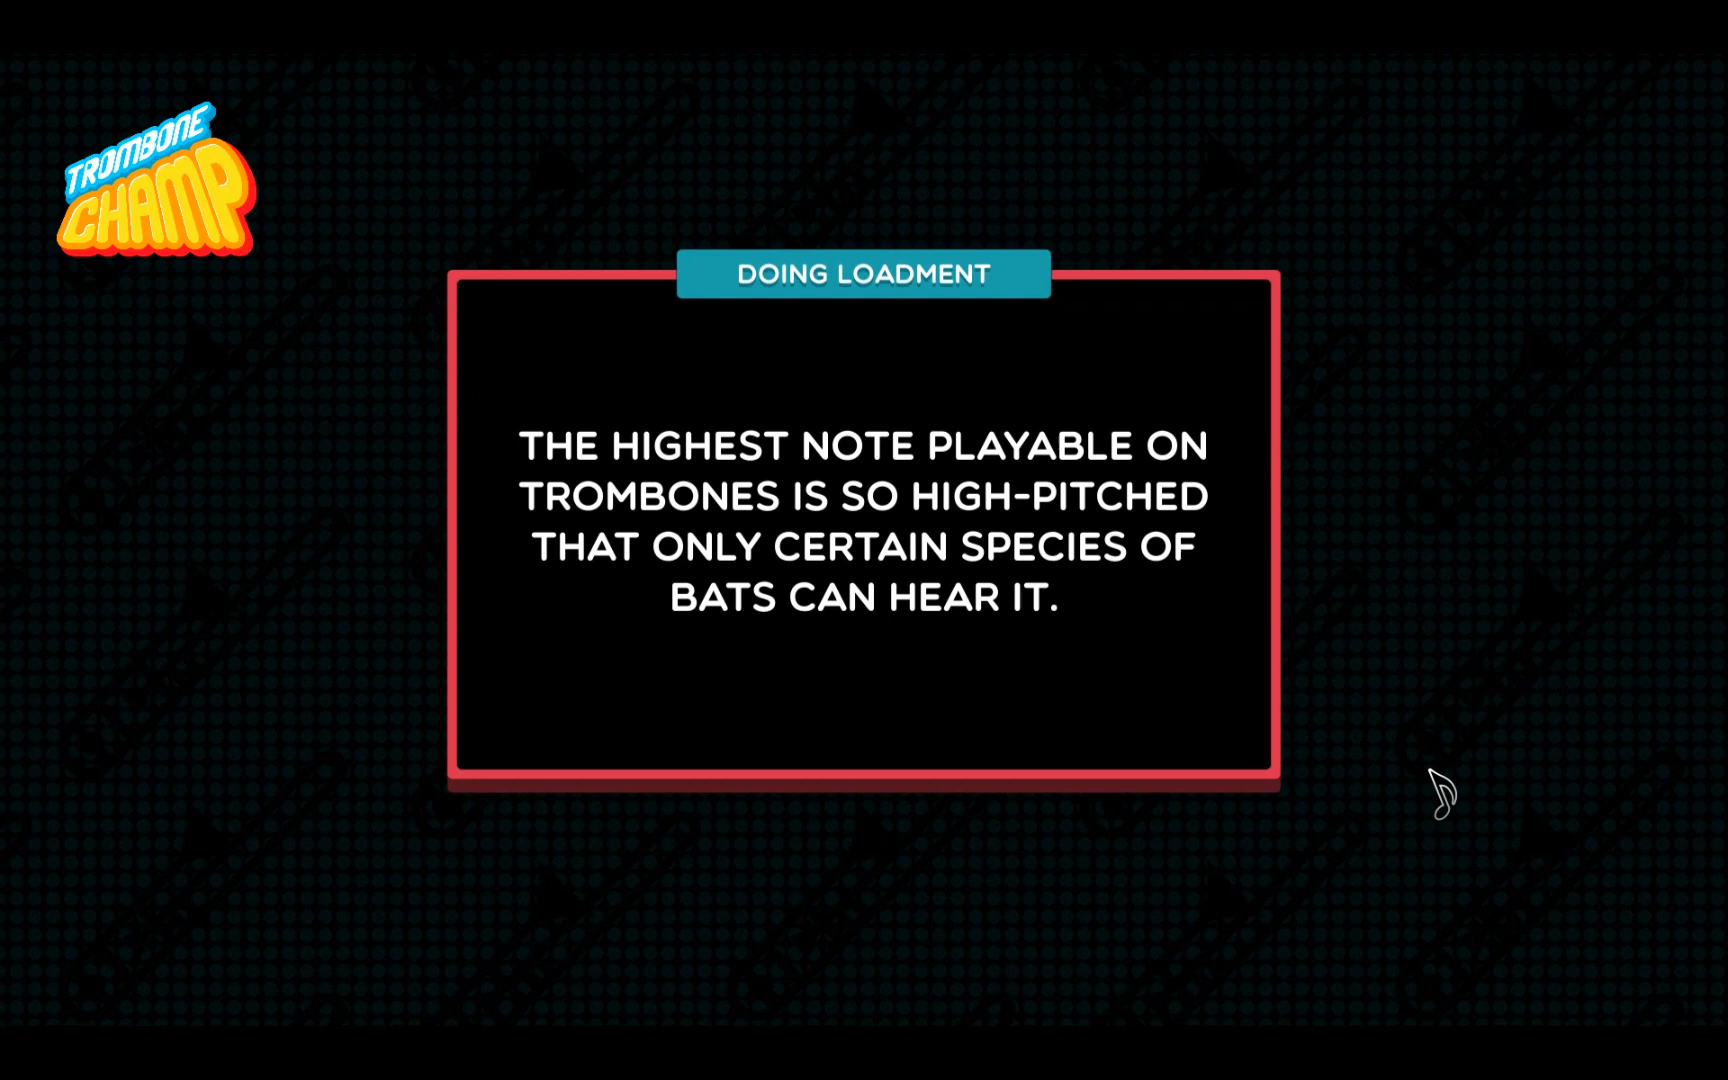 TROMBONE
CHAMP
DOING LOADMENT
THE HIGHEST NOTE PLAYABLE ON
TROMBONES IS SO HIGH-PITCHED
THAT ONLY CERTAIN SPECIES OF
BATS CAN HEAR IT.